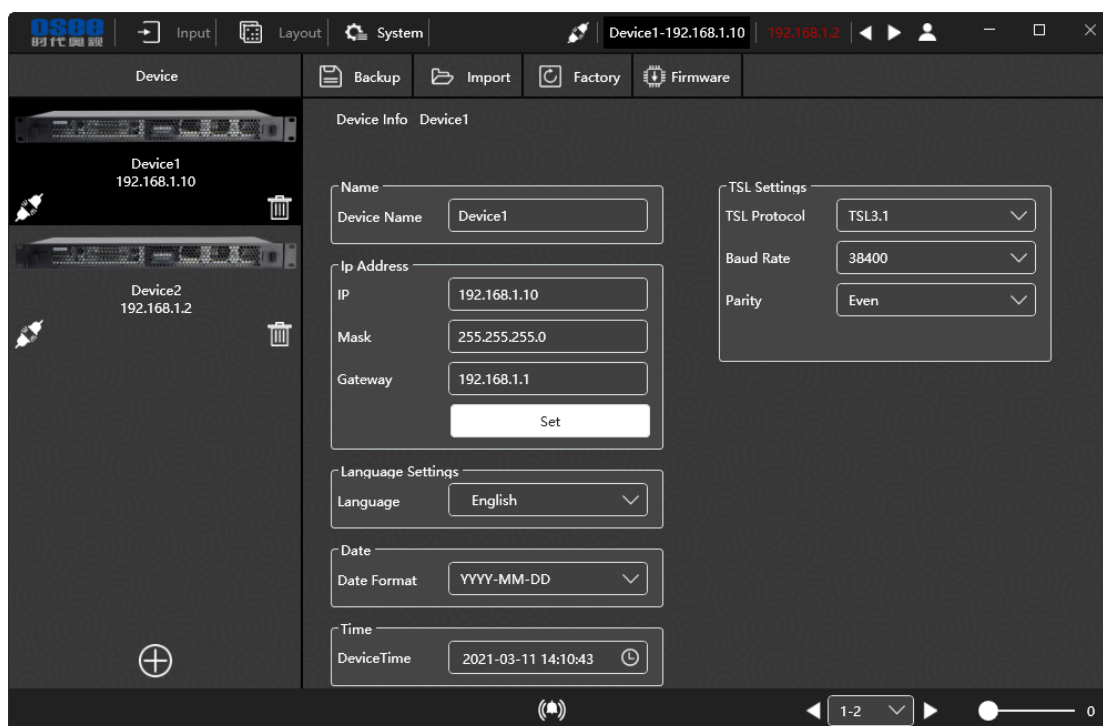 OSEE
时代奥视
Input
Layout
System
Device1-192.168.1.10
192.168.1.2
Device
Backup
Import
Factory
Firmware
Device1
192.168.1.10
Device2
192.168.1.2
Device Info Device1
Name
Device Name Device1
Ip Address
IP 192.168.1.10
Mask 255.255.255.0
Gateway 192.168.1.1
Set
Language Settings
Language English
Date
Date Format YYYY-MM-DD
Time
DeviceTime 2021-03-11 14:10:43
TSL Settings
TSL Protocol TSL3.1
Baud Rate 38400
Parity Even
1-2
0